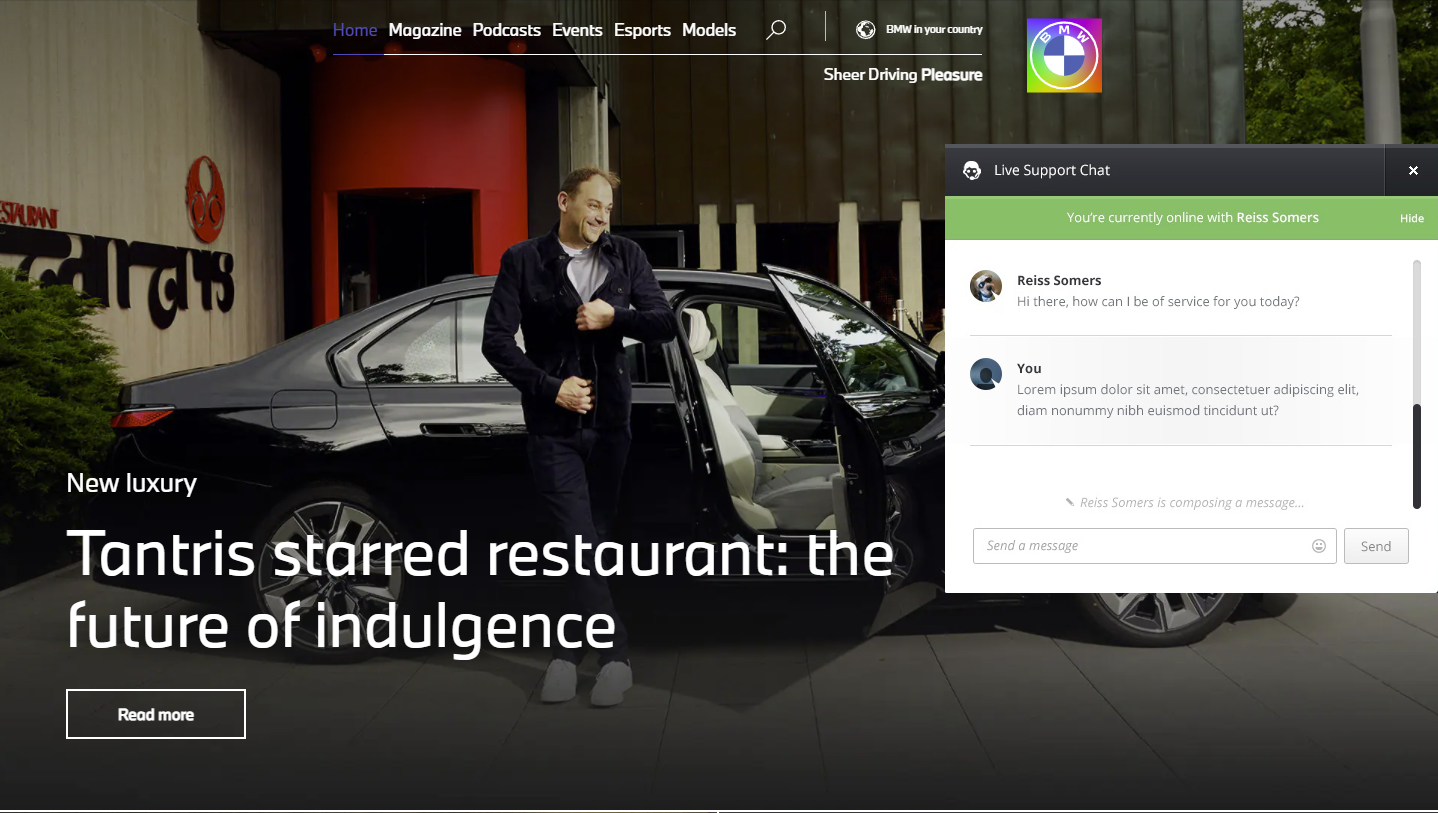 Home Magazine Podcasts Events Esports Models
BMW in your country
Sheer Driving Pleasure
BMW
Live Support Chat
You're currently online with Reiss Somers
Hide
Reiss Somers
Hi there, how can I be of service for you today?
You
Lorem ipsum dolor sit amet, consectetuer adipiscing elit,
diam nonummy nibh euismod tincidunt ut?
Reiss Somers is composing a message...
Send a message
Send
New luxury
Tantris starred restaurant: the
future of indulgence
Read more